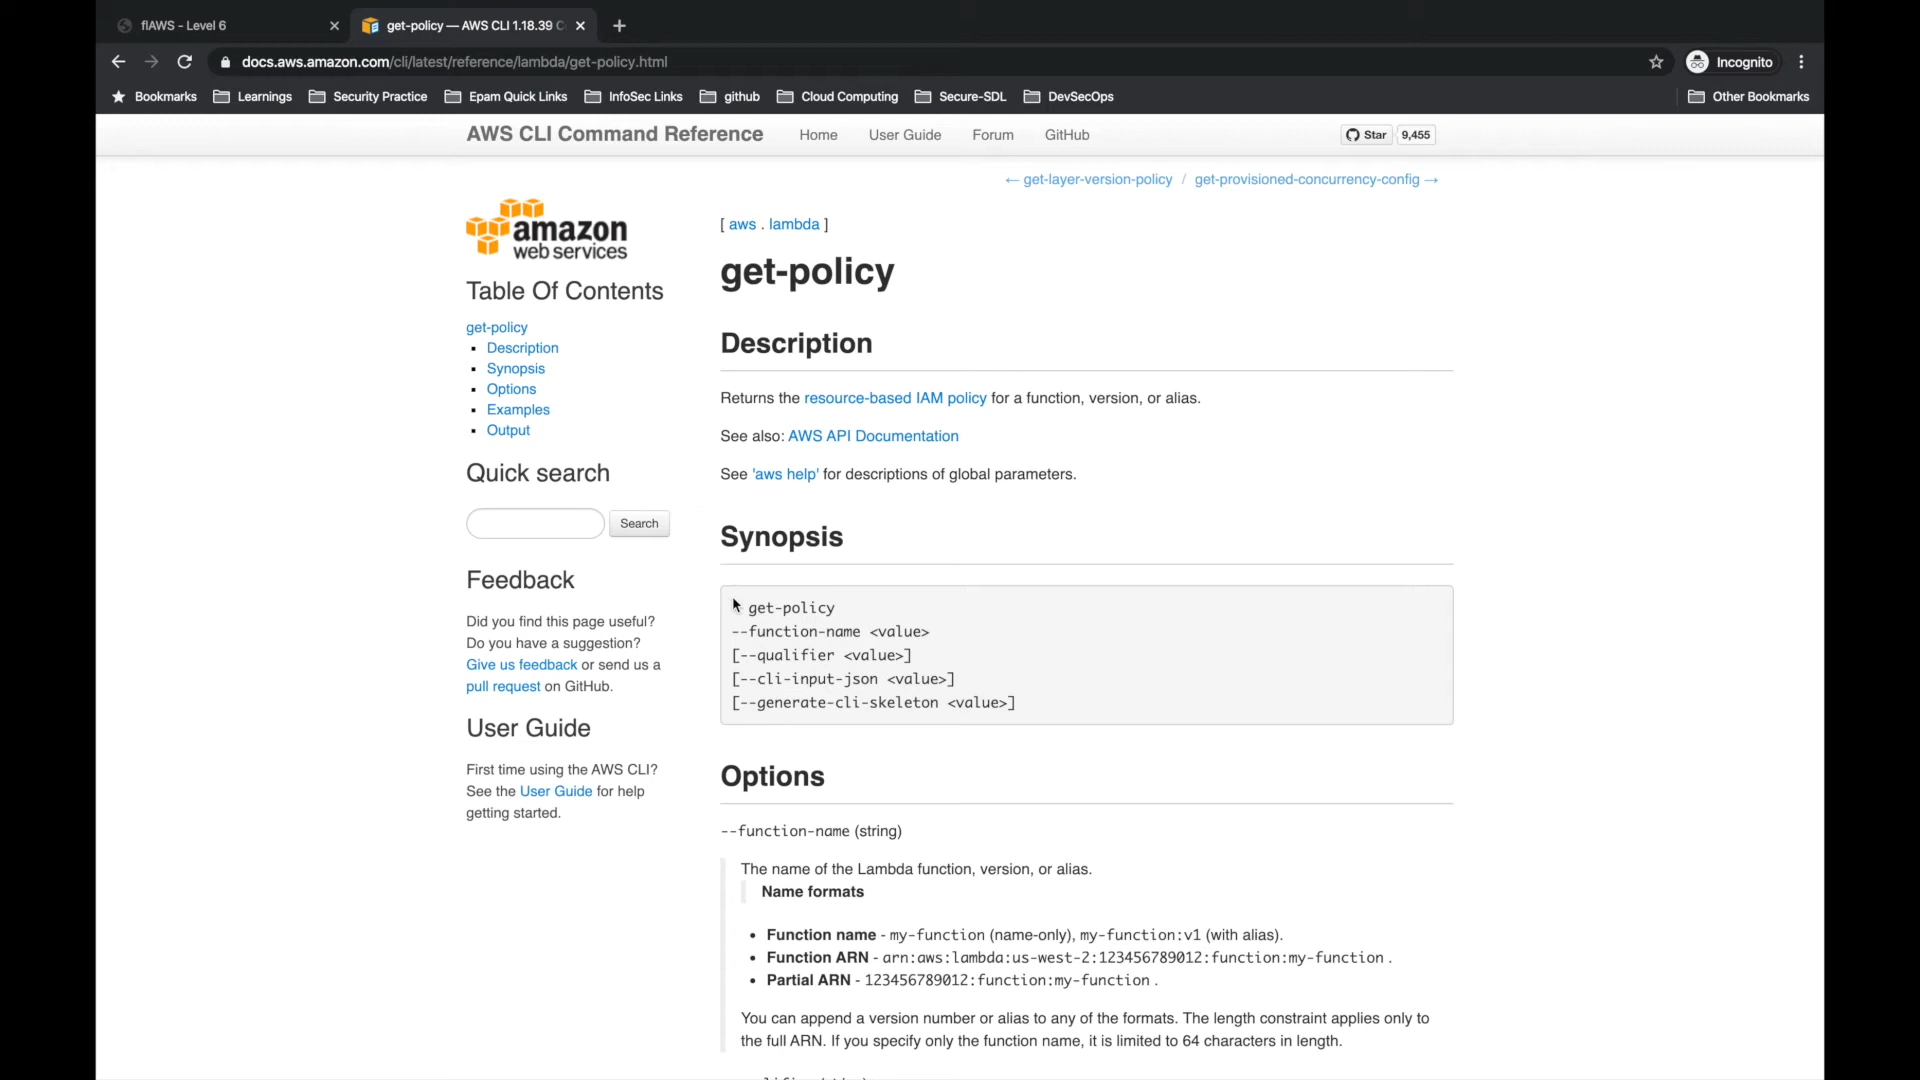 flAWS - Level 6
get-policy — AWS CLI 1.18.39 C
docs.aws.amazon.com/cli/latest/reference/lambda/get-policy.html
Incognito
Bookmarks
Learnings
Security Practice
Epam Quick Links
InfoSec Links
github
Cloud Computing
Secure-SDL
DevSecOps
Other Bookmarks
AWS CLI Command Reference
Home
User Guide
Forum
GitHub
Star
9,455
← get-layer-version-policy / get-provisioned-concurrency-config →
amazon
web services
Table Of Contents
get-policy
▪ Description
▪ Synopsis
▪ Options
▪ Examples
▪ Output
Quick search
Search
Feedback
Did you find this page useful?
Do you have a suggestion?
Give us feedback or send us a
pull request on GitHub.
User Guide
First time using the AWS CLI?
See the User Guide for help
getting started.
[ aws . lambda ]
get-policy
Description
Returns the resource-based IAM policy for a function, version, or alias.
See also: AWS API Documentation
See 'aws help' for descriptions of global parameters.
Synopsis
get-policy
--function-name <value>
[--qualifier <value>]
[--cli-input-json <value>]
[--generate-cli-skeleton <value>]
Options
--function-name (string)
The name of the Lambda function, version, or alias.
Name formats
• Function name - my-function (name-only), my-function:v1 (with alias).
• Function ARN - arn:aws:lambda:us-west-2:123456789012:function:my-function .
• Partial ARN - 123456789012:function:my-function .
You can append a version number or alias to any of the formats. The length constraint applies only to
the full ARN. If you specify only the function name, it is limited to 64 characters in length.